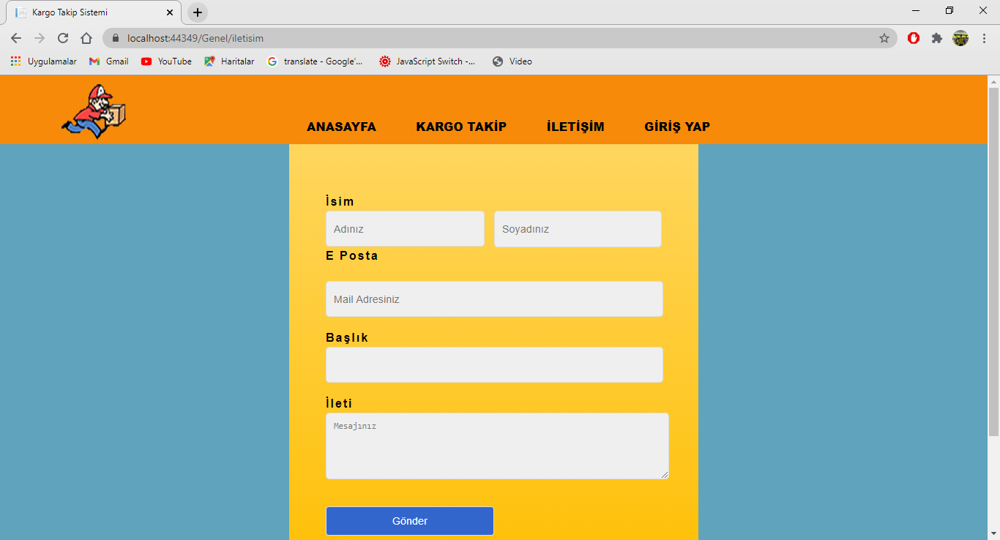 Kargo Takip Sistemi
localhost:44349/Genel/iletisim
Uygulamalar Gmail YouTube Haritalar translate - Google'... JavaScript Switch -... Video
ANASAYFA KARGO TAKİP İLETİŞİM GİRİŞ YAP
İsim
Adınız Soyadınız
E Posta
Mail Adresiniz
Başlık
İleti
Mesajınız
Gönder